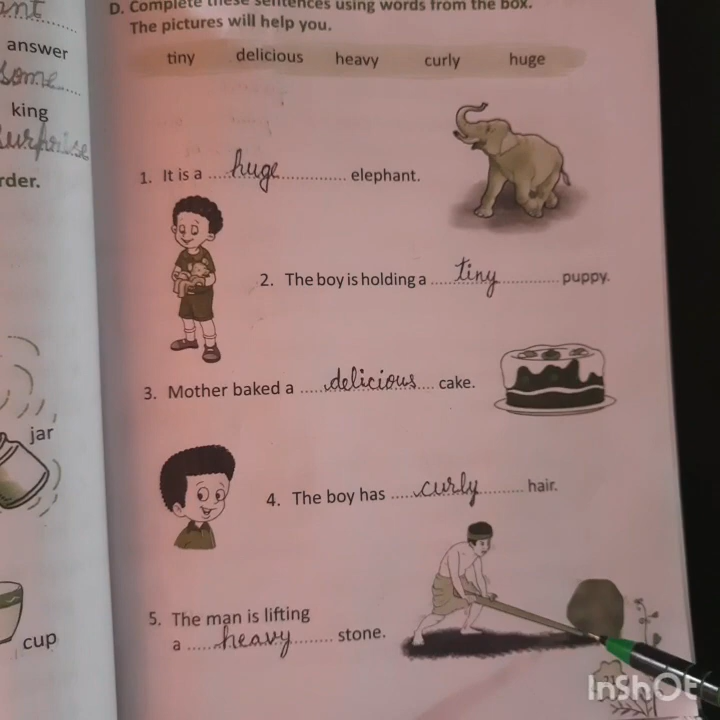 ant
answer
some
king
surprise
rder.
jar
cup
D. Complete these sentences using words from the box.
The pictures will help you.
tiny delicious heavy curly huge
1. It is a huge elephant.
2. The boy is holding a tiny puppy.
3. Mother baked a delicious cake.
4. The boy has curly hair.
5. The man is lifting
a heavy stone.
InShOt